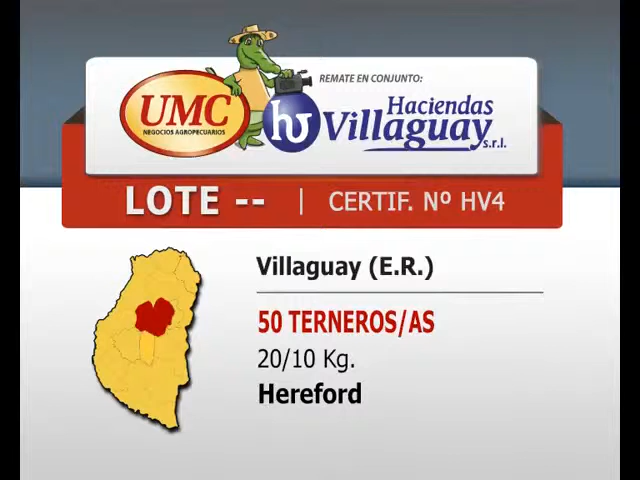 REMATE EN CONJUNTO:
UMC
NEGOCIOS AGROPECUARIOS
hv
Haciendas
Villaguay s.r.l.
LOTE -- | CERTIF. Nº HV4
Villaguay (E.R.)
50 TERNEROS/AS
20/10 Kg.
Hereford